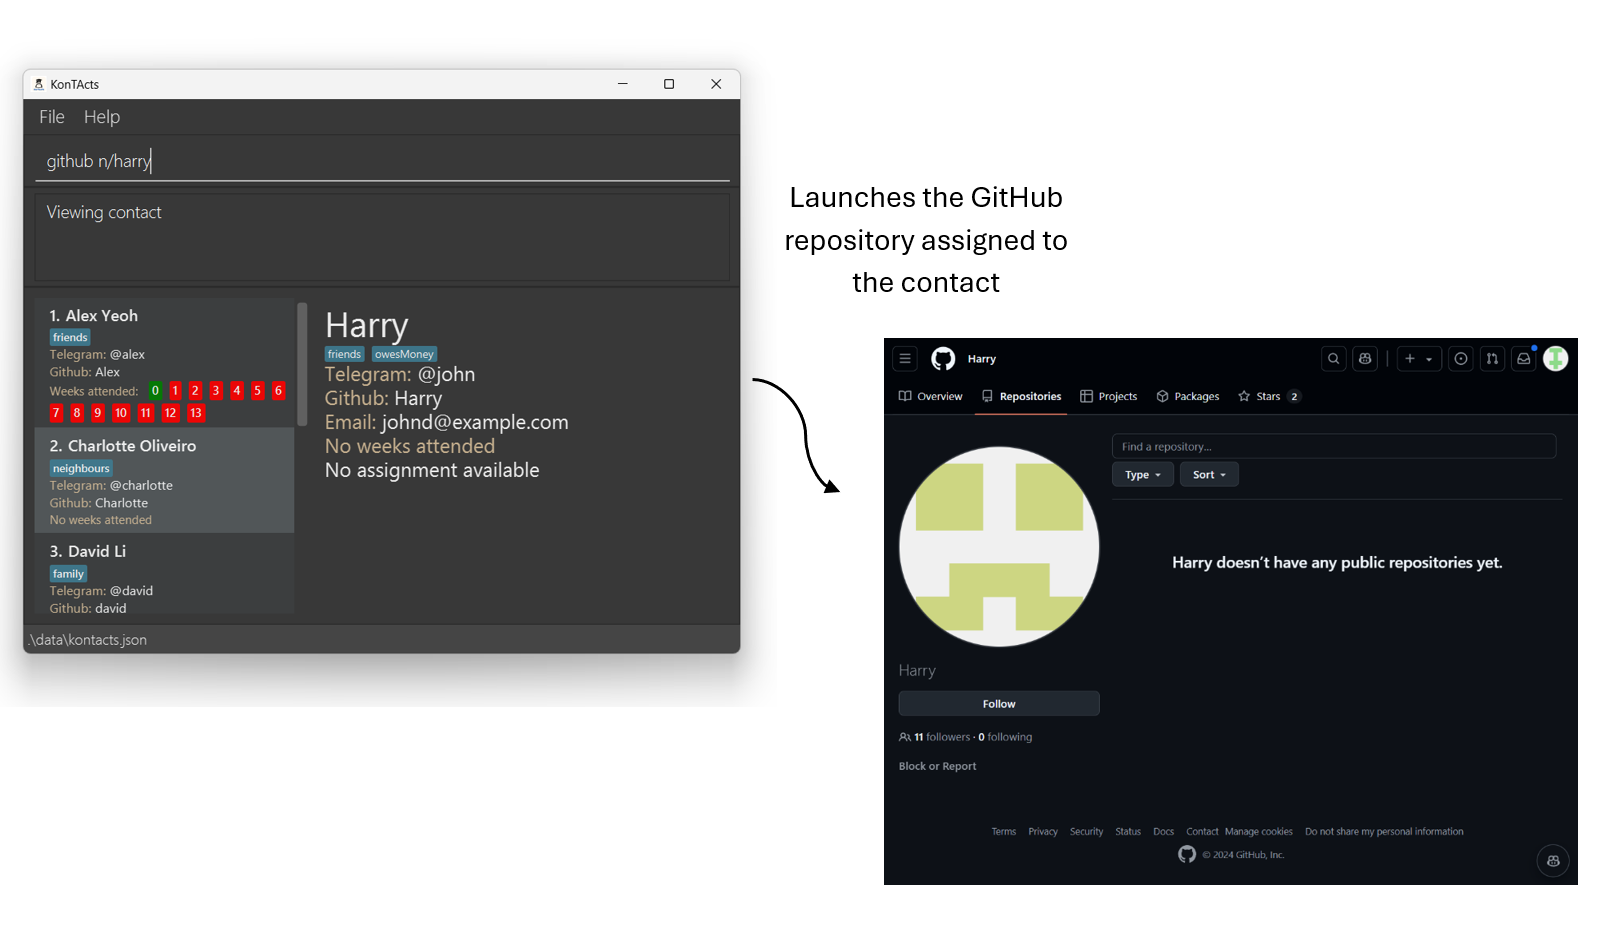 KonTActs
File Help
github n/harry
Viewing contact
1. Alex Yeoh
friends
Telegram: @alex
Github: Alex
Weeks attended: 0 1 2 3 4 5 6
7 8 9 10 11 12 13
2. Charlotte Oliveiro
neighbours
Telegram: @charlotte
Github: Charlotte
No weeks attended
3. David Li
family
Telegram: @david
Github: david
Harry
friends owesMoney
Telegram: @john
Github: Harry
Email: johnd@example.com
No weeks attended
No assignment available
.\data\kontacts.json
Launches the GitHub
repository assigned to
the contact
Harry
Overview Repositories Projects Packages Stars 2
Find a repository...
Type Sort
Harry doesn't have any public repositories yet.
Harry
Follow
11 followers · 0 following
Block or Report
Terms Privacy Security Status Docs Contact Manage cookies Do not share my personal information
© 2024 GitHub, Inc.